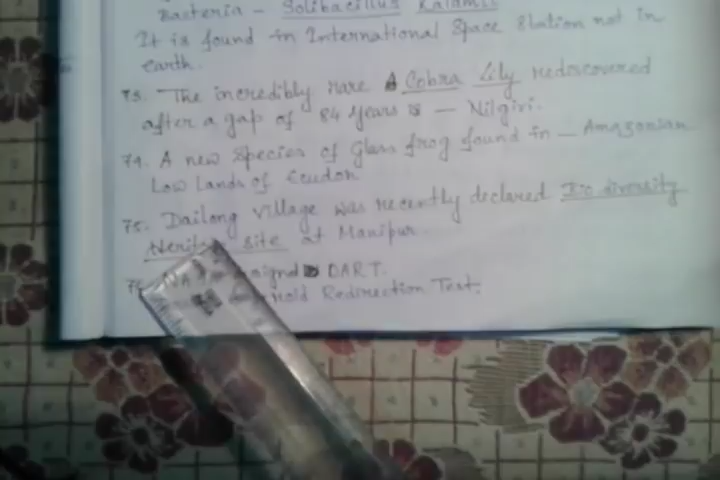 Bacteria - Solibacillus Kalamii
It is found in International Space Station not in
earth.
73. The incredibly rare Cobra Lily rediscovered
after a gap of 84 years is - Nilgiri.
74. A new species of Glass frog found in - Amazonian
Low lands of Ecudor
75. Dailong village was recently declared Bio diversity
Heritage site at Manipur.
DART.
Redirection Test.